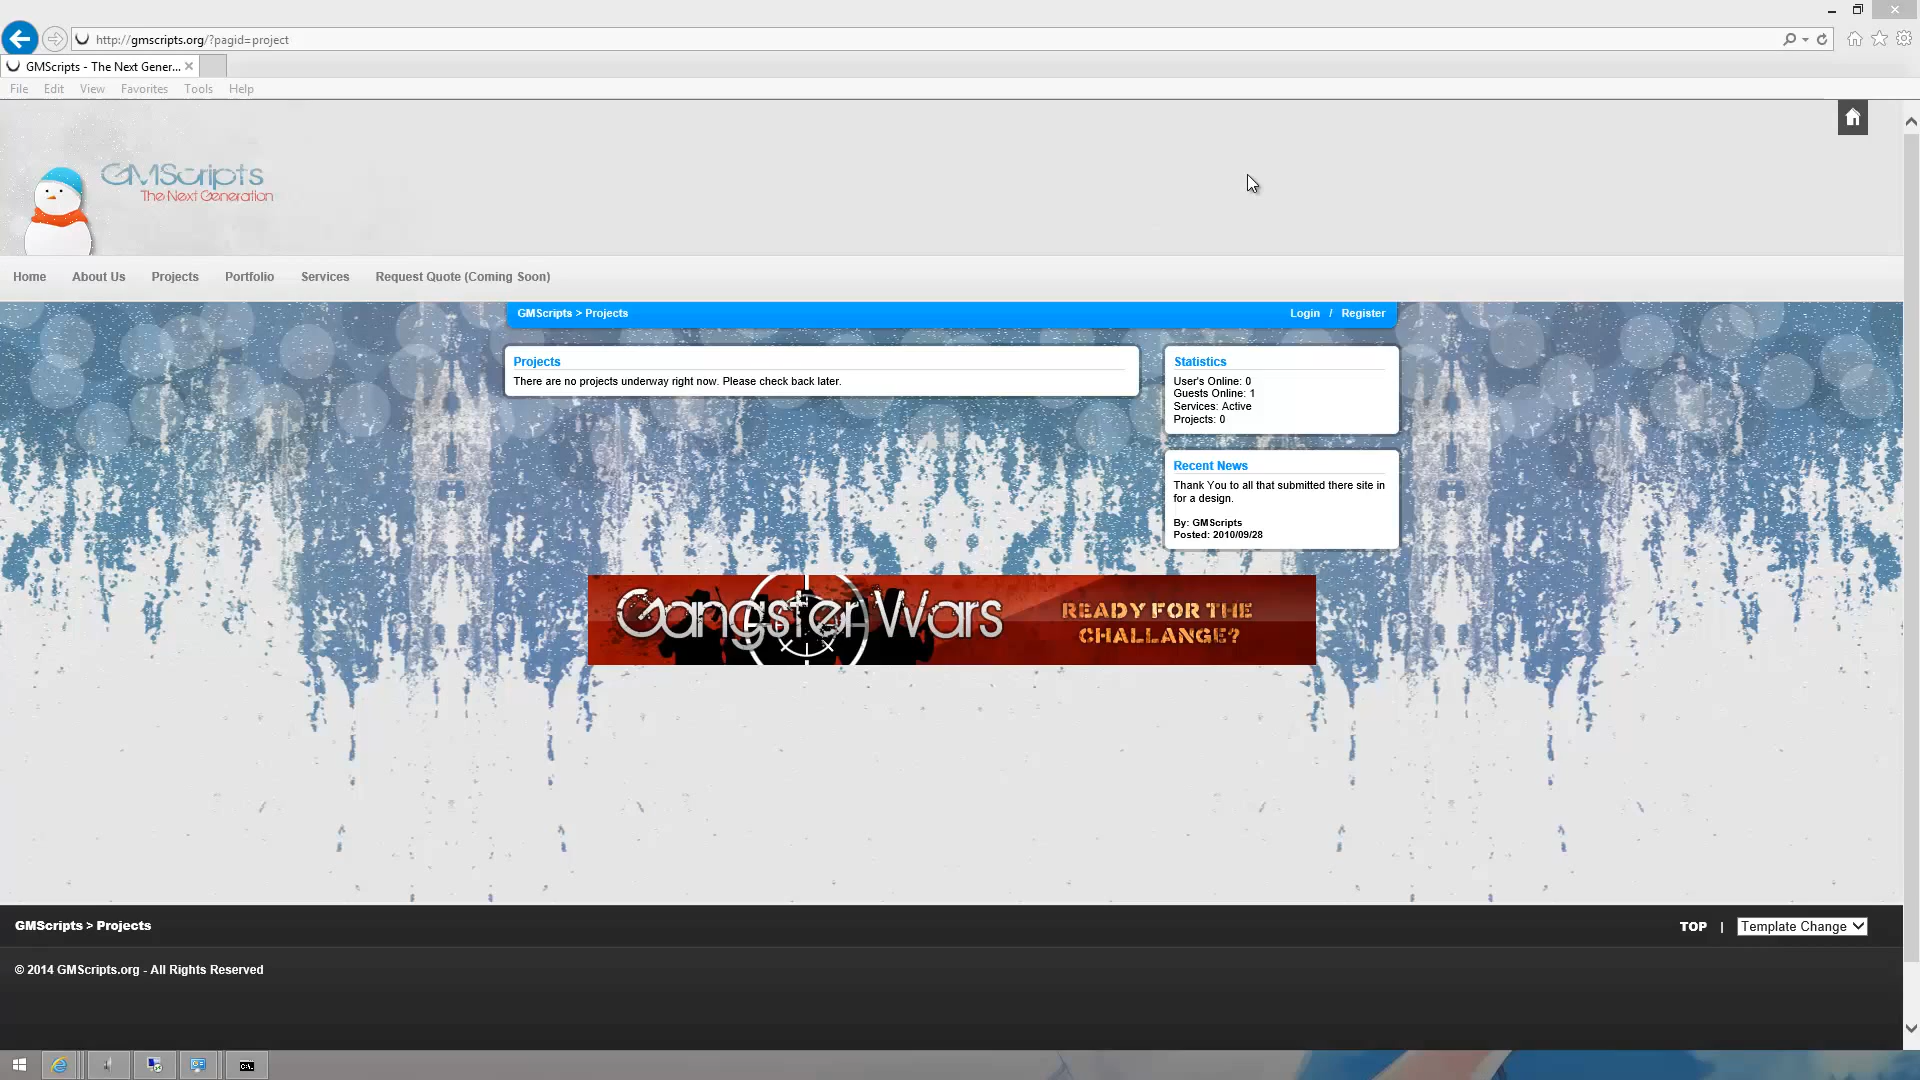 http://gmscripts.org/?pagid=project
GMScripts - The Next Gener...
File Edit View Favorites Tools Help
GMScripts
The Next Generation
Home About Us Projects Portfolio Services Request Quote (Coming Soon)
GMScripts > Projects Login / Register
Projects
There are no projects underway right now. Please check back later.
Statistics
User's Online: 0
Guests Online: 1
Services: Active
Projects: 0
Recent News
Thank You to all that submitted there site in
for a design.
By: GMScripts
Posted: 2010/09/28
Gangster Wars
READY FOR THE
CHALLANGE?
GMScripts > Projects TOP | Template Change
© 2014 GMScripts.org - All Rights Reserved
C:\.